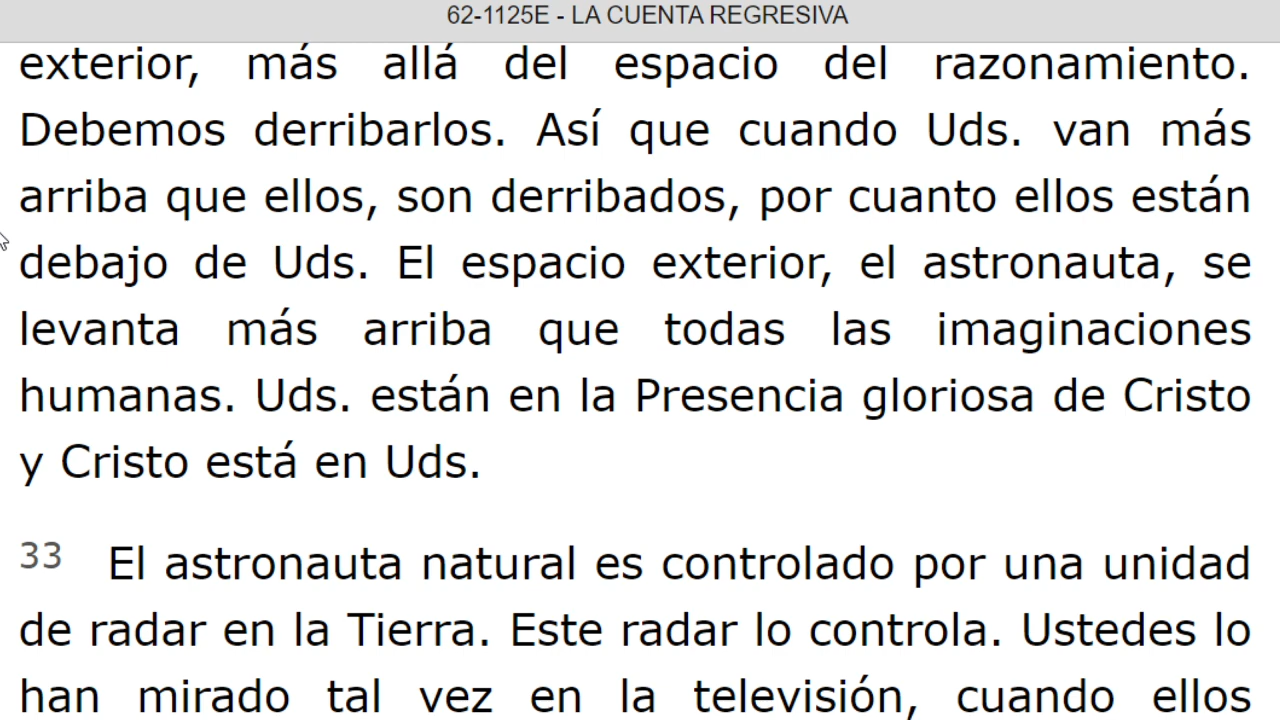 62-1125E - LA CUENTA REGRESIVA
exterior, más allá del espacio del razonamiento.
Debemos derribarlos. Así que cuando Uds. van más
arriba que ellos, son derribados, por cuanto ellos están
debajo de Uds. El espacio exterior, el astronauta, se
levanta más arriba que todas las imaginaciones
humanas. Uds. están en la Presencia gloriosa de Cristo
y Cristo está en Uds.
33 El astronauta natural es controlado por una unidad
de radar en la Tierra. Este radar lo controla. Ustedes lo
han mirado tal vez en la televisión, cuando ellos